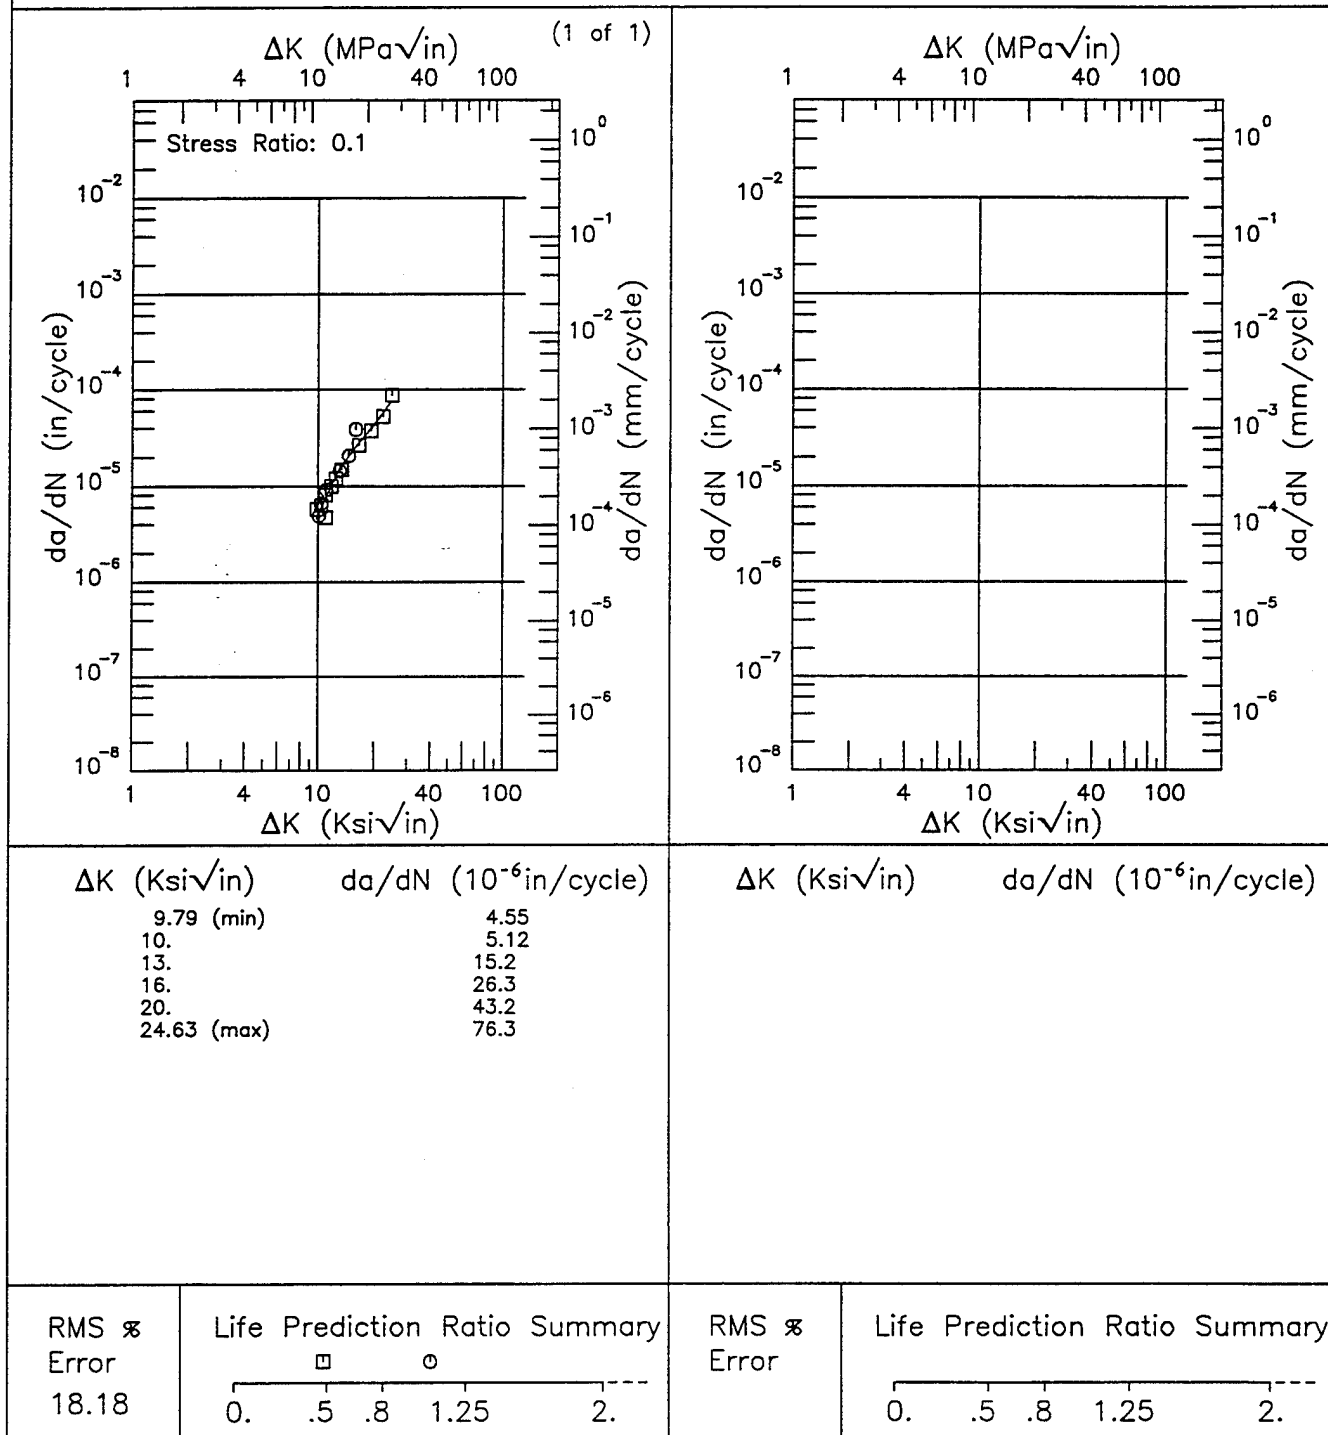 (1 of 1)
ΔK (MPa√in)
1 4 10 40 100
Stress Ratio: 0.1
10⁻²
10⁻³
10⁻⁴
10⁻⁵
10⁻⁶
10⁻⁷
10⁻⁸
da/dN (in/cycle)
10⁰
10⁻¹
10⁻²
10⁻³
10⁻⁴
10⁻⁵
10⁻⁶
da/dN (mm/cycle)
1 4 10 40 100
ΔK (Ksi√in)
ΔK (MPa√in)
1 4 10 40 100
10⁻²
10⁻³
10⁻⁴
10⁻⁵
10⁻⁶
10⁻⁷
10⁻⁸
da/dN (in/cycle)
10⁰
10⁻¹
10⁻²
10⁻³
10⁻⁴
10⁻⁵
10⁻⁶
da/dN (mm/cycle)
1 4 10 40 100
ΔK (Ksi√in)
ΔK (Ksi√in) da/dN (10⁻⁶in/cycle)
9.79 (min) 4.55
10. 5.12
13. 15.2
16. 26.3
20. 43.2
24.63 (max) 76.3
ΔK (Ksi√in) da/dN (10⁻⁶in/cycle)
RMS %
Error
18.18
Life Prediction Ratio Summary
0. .5 .8 1.25 2.
RMS %
Error
Life Prediction Ratio Summary
0. .5 .8 1.25 2.